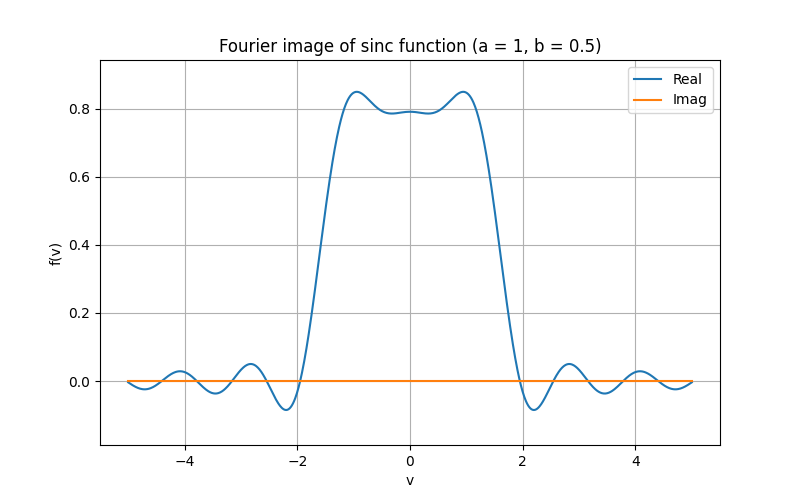 Fourier image of sinc function (a = 1, b = 0.5)
Real
Imag
f(v)
0.8
0.6
0.4
0.2
0.0
−4
−2
0
2
4
v